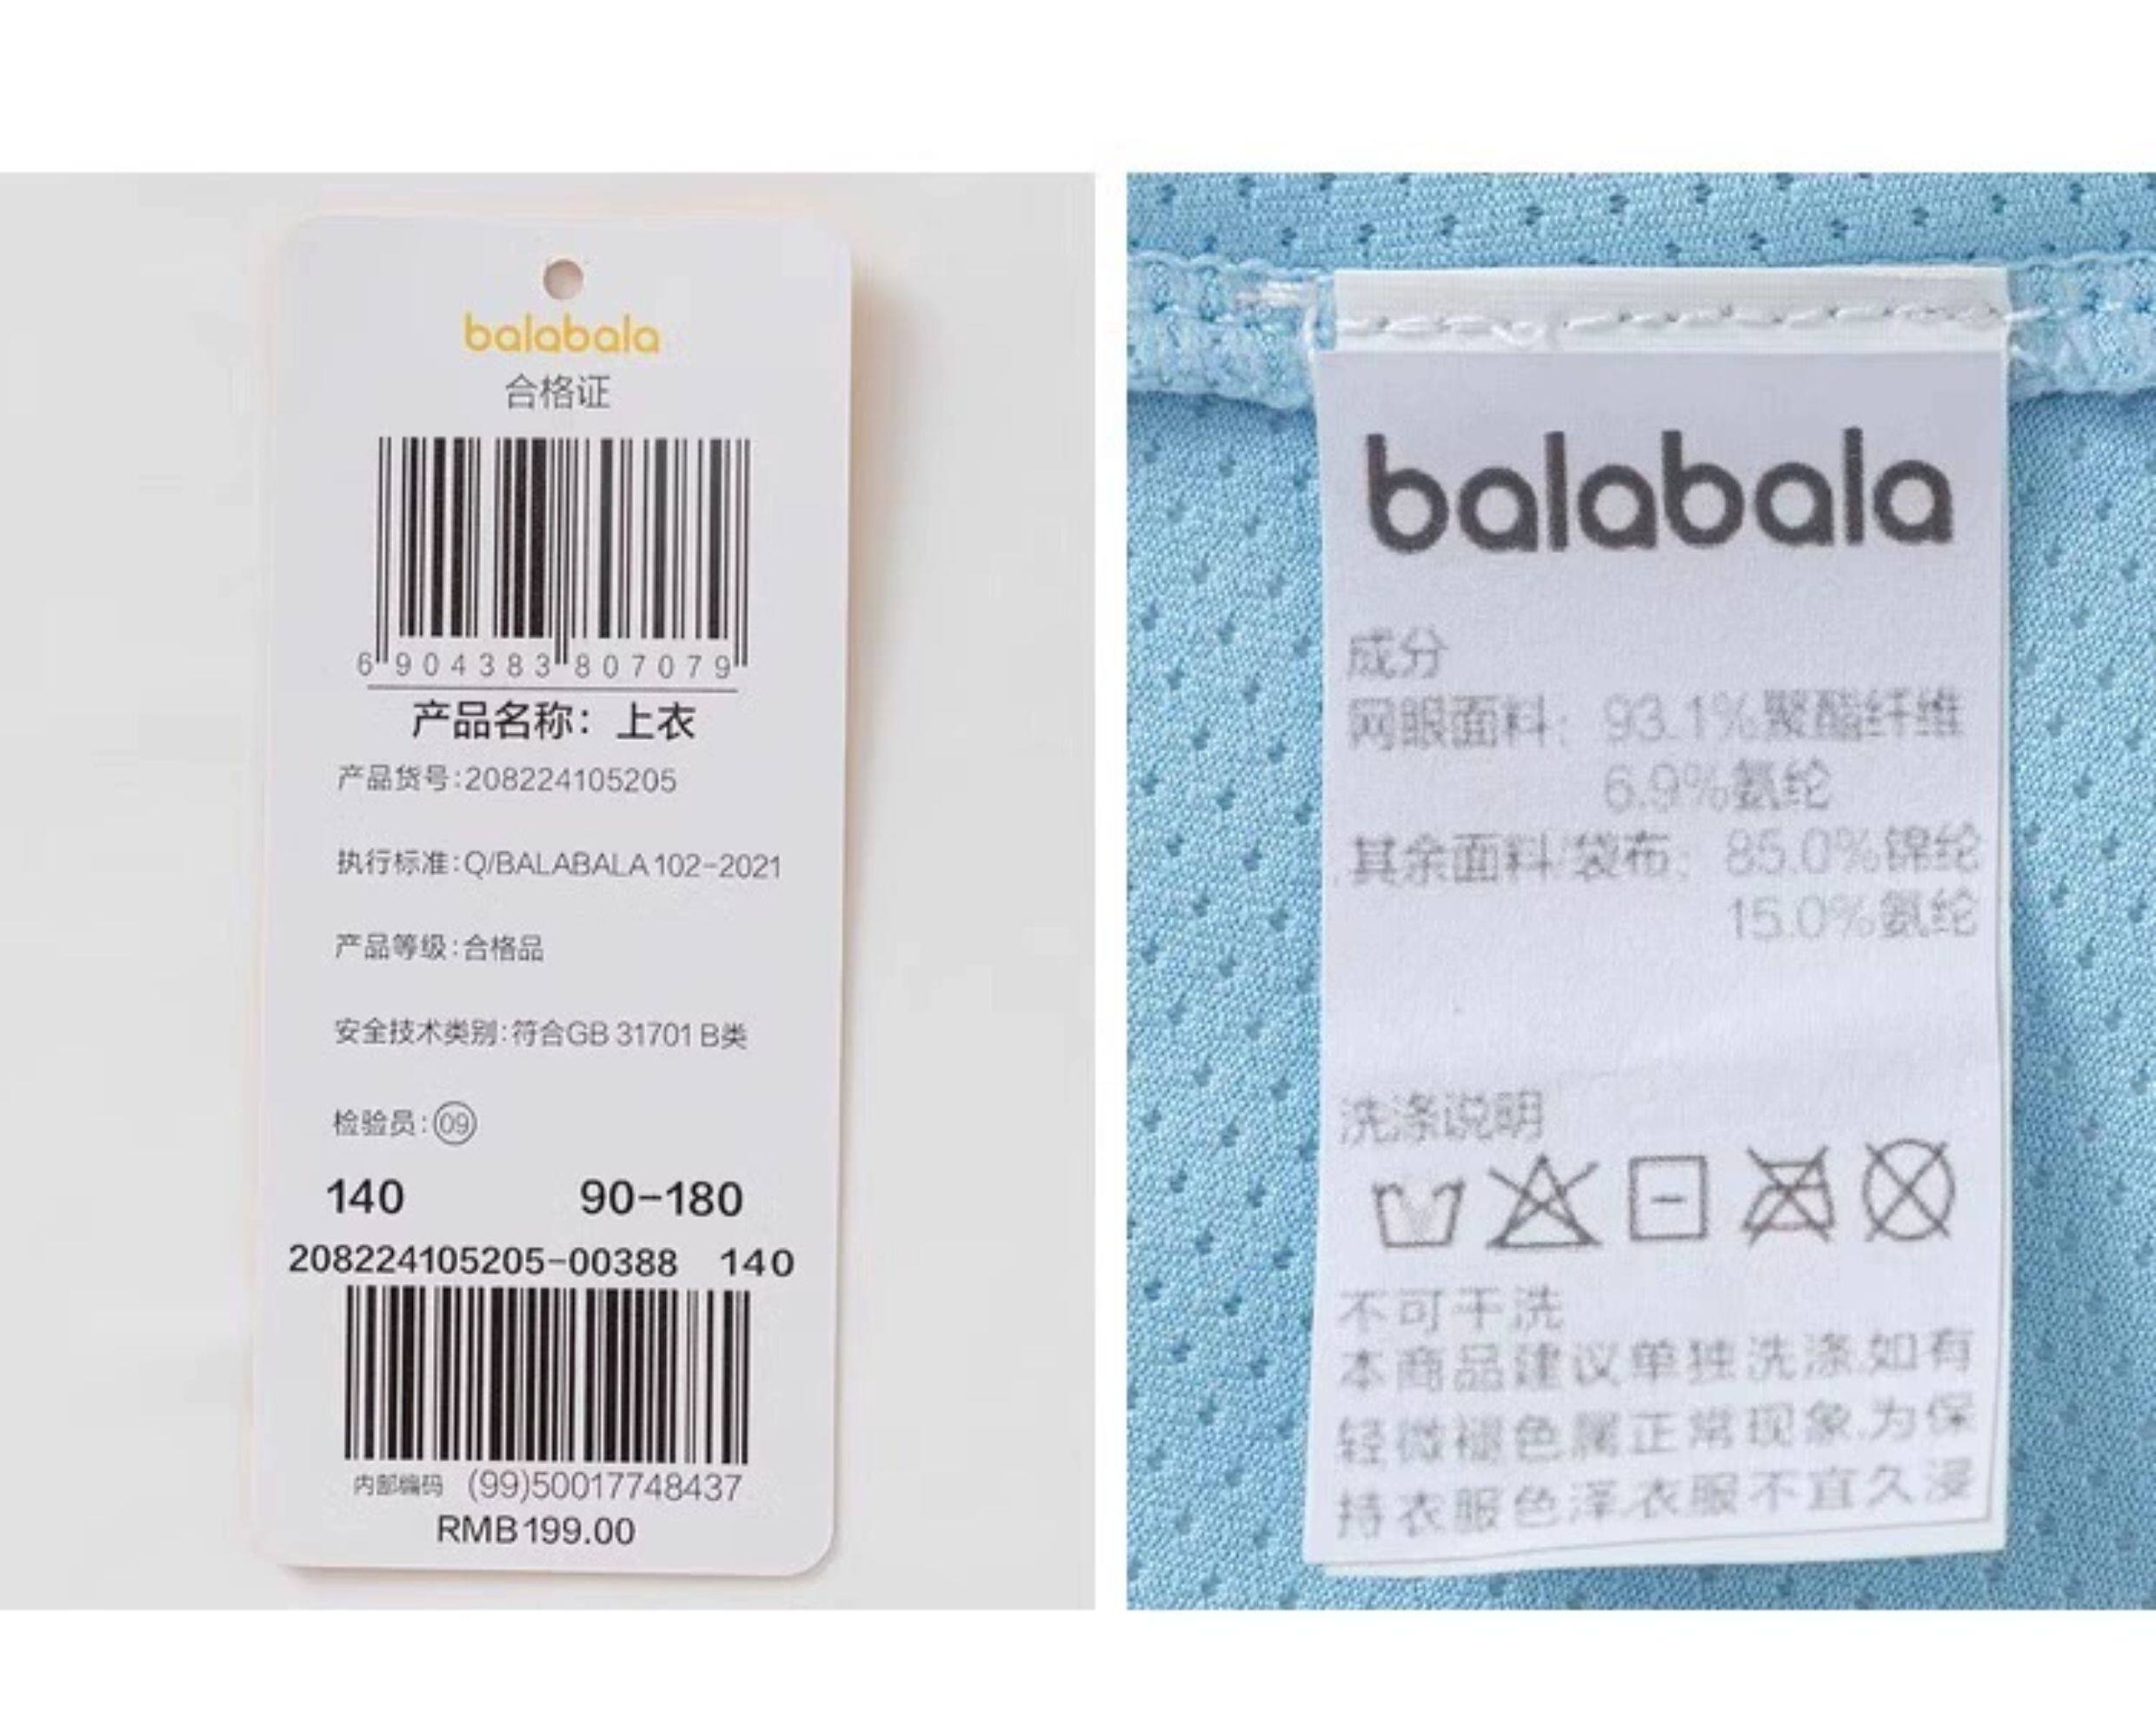 balabala
合格证
6 904383 807079
产品名称：上衣
产品货号:208224105205
执行标准:Q/BALABALA 102-2021
产品等级:合格品
安全技术类别:符合GB 31701 B类
检验员:09
140 90-180
208224105205-00388 140
内部编码 (99)50017748437
RMB199.00
balabala
成分
网眼面料：93.1%聚酯纤维
6.9%氨纶
其余面料/袋布：85.0%锦纶
15.0%氨纶
洗涤说明
不可干洗
本商品建议单独洗涤.如有
轻微褪色属正常现象.为保
持衣服色泽.衣服不宜久浸